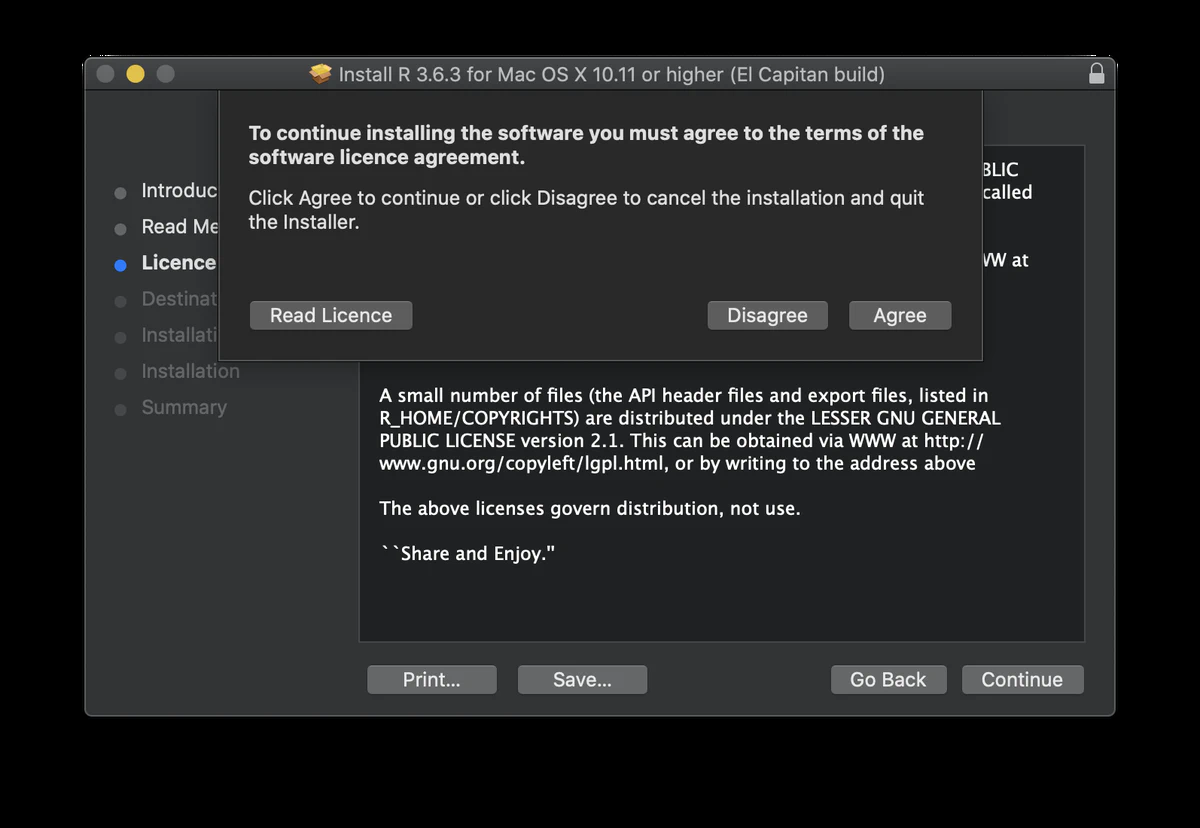 Install R 3.6.3 for Mac OS X 10.11 or higher (El Capitan build)
To continue installing the software you must agree to the terms of the
software licence agreement.
Click Agree to continue or click Disagree to cancel the installation and quit
the Installer.
Read Licence
Disagree
Agree
Introduc
Read Me
Licence
Destinat
Installati
Installation
Summary
BLIC
called
WW at
A small number of files (the API header files and export files, listed in
R_HOME/COPYRIGHTS) are distributed under the LESSER GNU GENERAL
PUBLIC LICENSE version 2.1. This can be obtained via WWW at http://
www.gnu.org/copyleft/lgpl.html, or by writing to the address above
The above licenses govern distribution, not use.
``Share and Enjoy."
Print...
Save...
Go Back
Continue